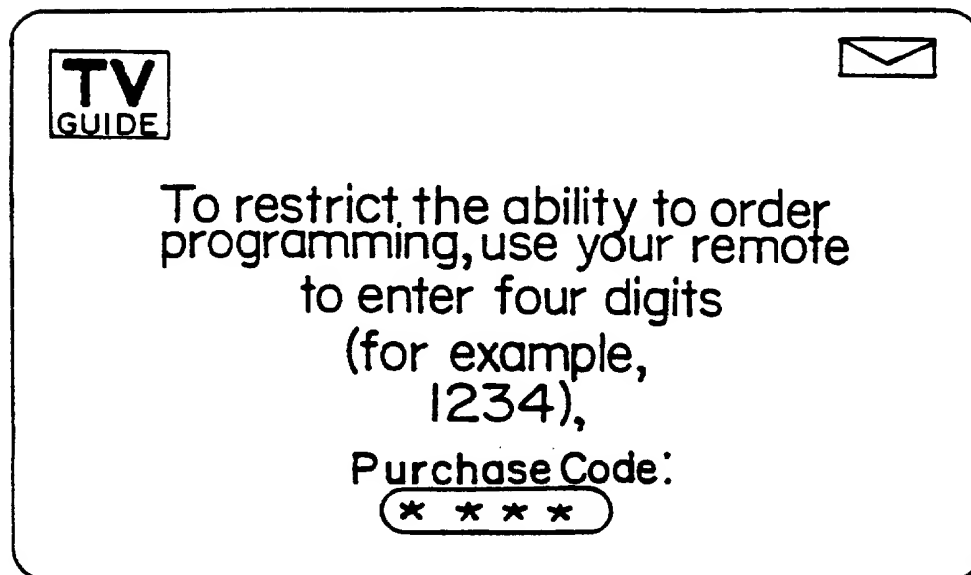 TV
GUIDE
To restrict the ability to order
programming, use your remote
to enter four digits
(for example,
1234),
Purchase Code:
* * * *